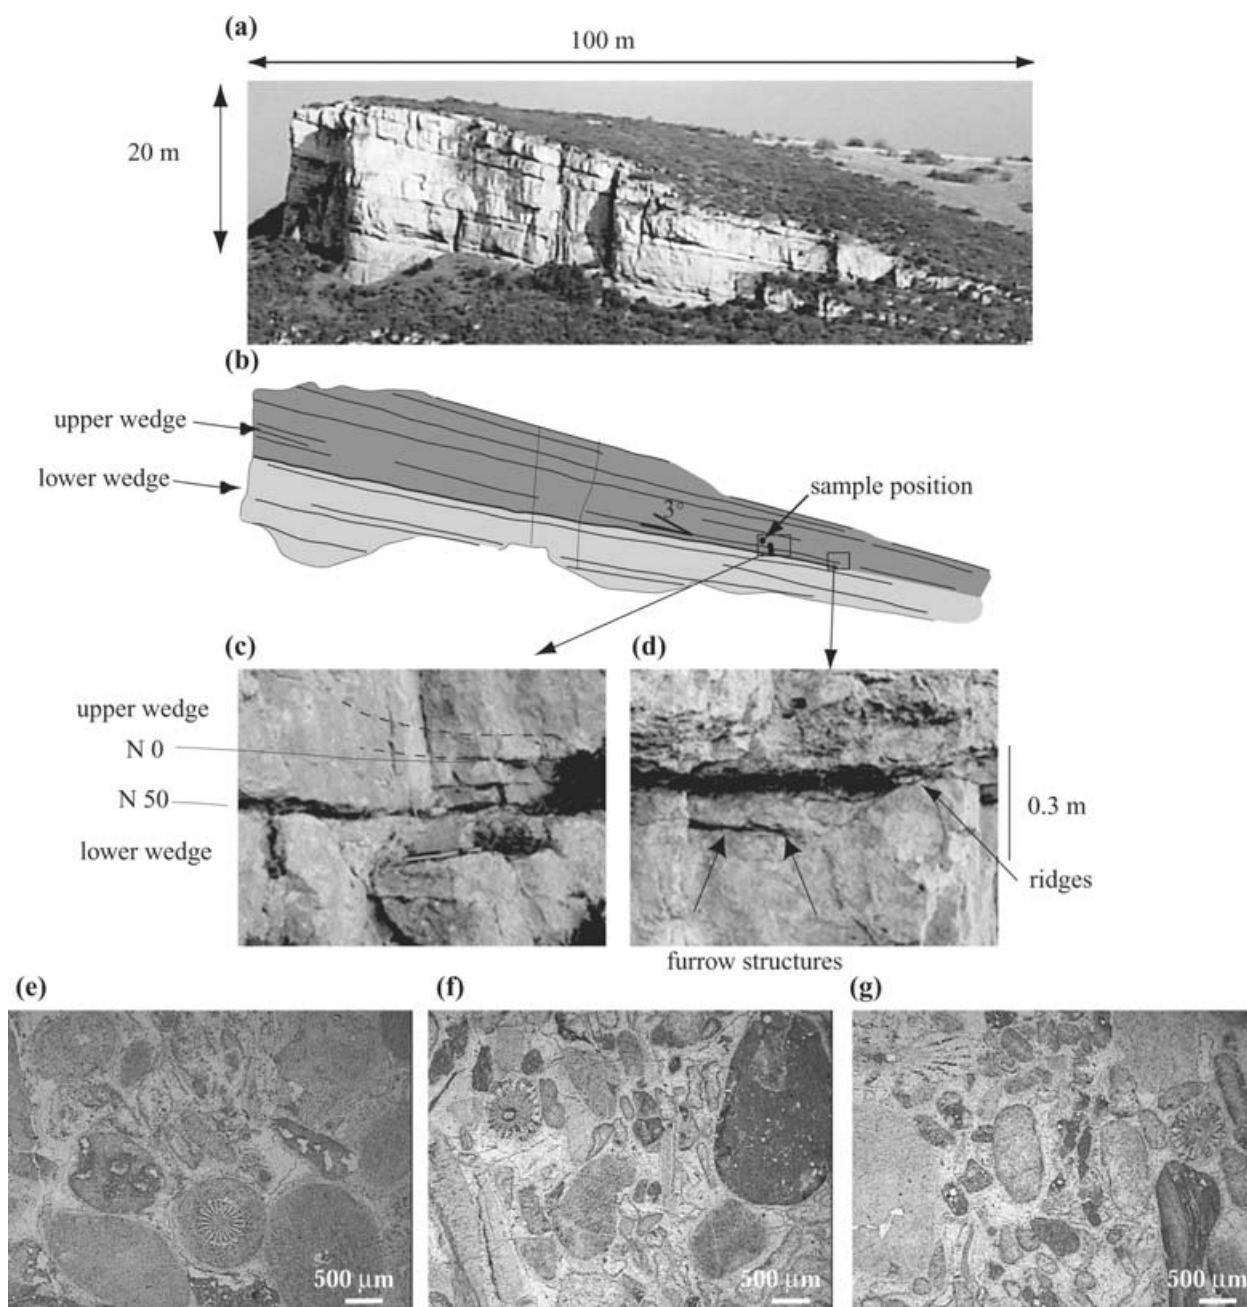 (a)
100 m
20 m
(b)
upper wedge
lower wedge
sample position
3°
(c)
(d)
upper wedge
N 0
N 50
lower wedge
0.3 m
ridges
furrow structures
(e)
(f)
(g)
500 µm
500 µm
500 µm